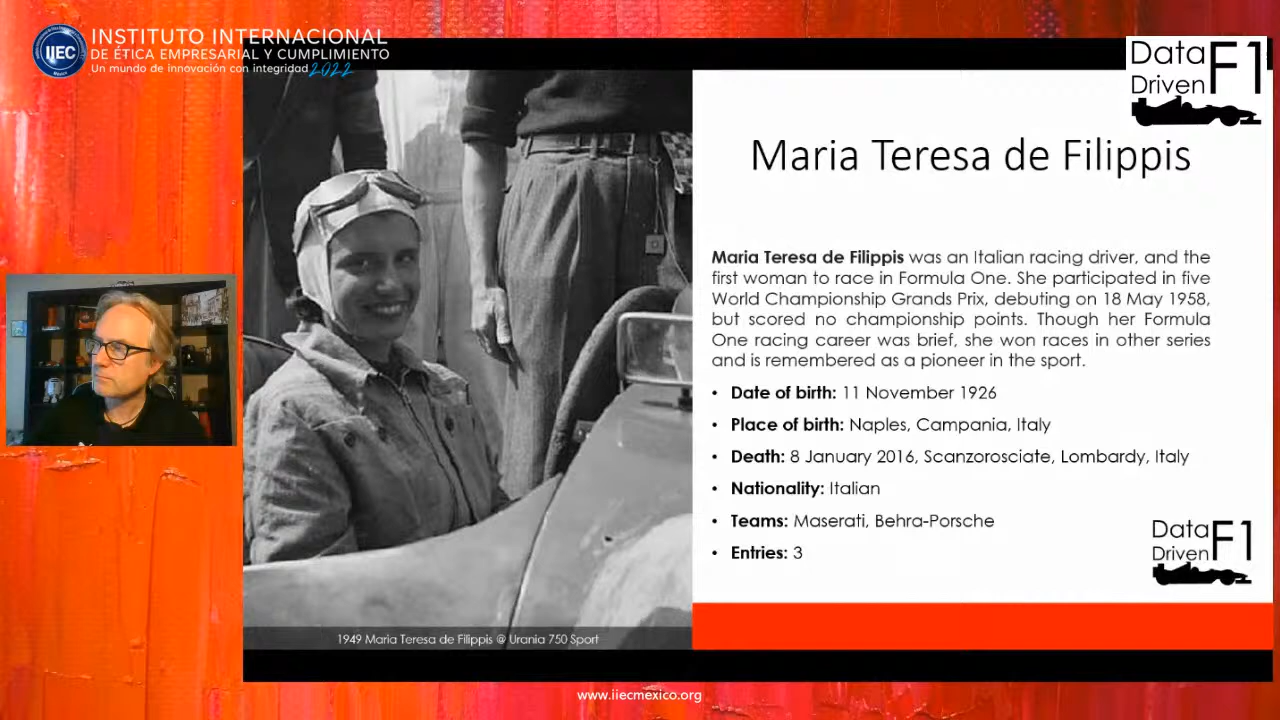 INSTITUTO INTERNACIONAL
DE ÉTICA EMPRESARIAL Y CUMPLIMIENTO
Un mundo de innovación con integridad 2022
IIEC
México
Data
Driven
F1
Maria Teresa de Filippis
Maria Teresa de Filippis was an Italian racing driver, and the
first woman to race in Formula One. She participated in five
World Championship Grands Prix, debuting on 18 May 1958,
but scored no championship points. Though her Formula
One racing career was brief, she won races in other series
and is remembered as a pioneer in the sport.
• Date of birth: 11 November 1926
• Place of birth: Naples, Campania, Italy
• Death: 8 January 2016, Scanzorosciate, Lombardy, Italy
• Nationality: Italian
• Teams: Maserati, Behra-Porsche
• Entries: 3
Data
Driven
F1
1949 Maria Teresa de Filippis @ Urania 750 Sport
www.iiecmexico.org